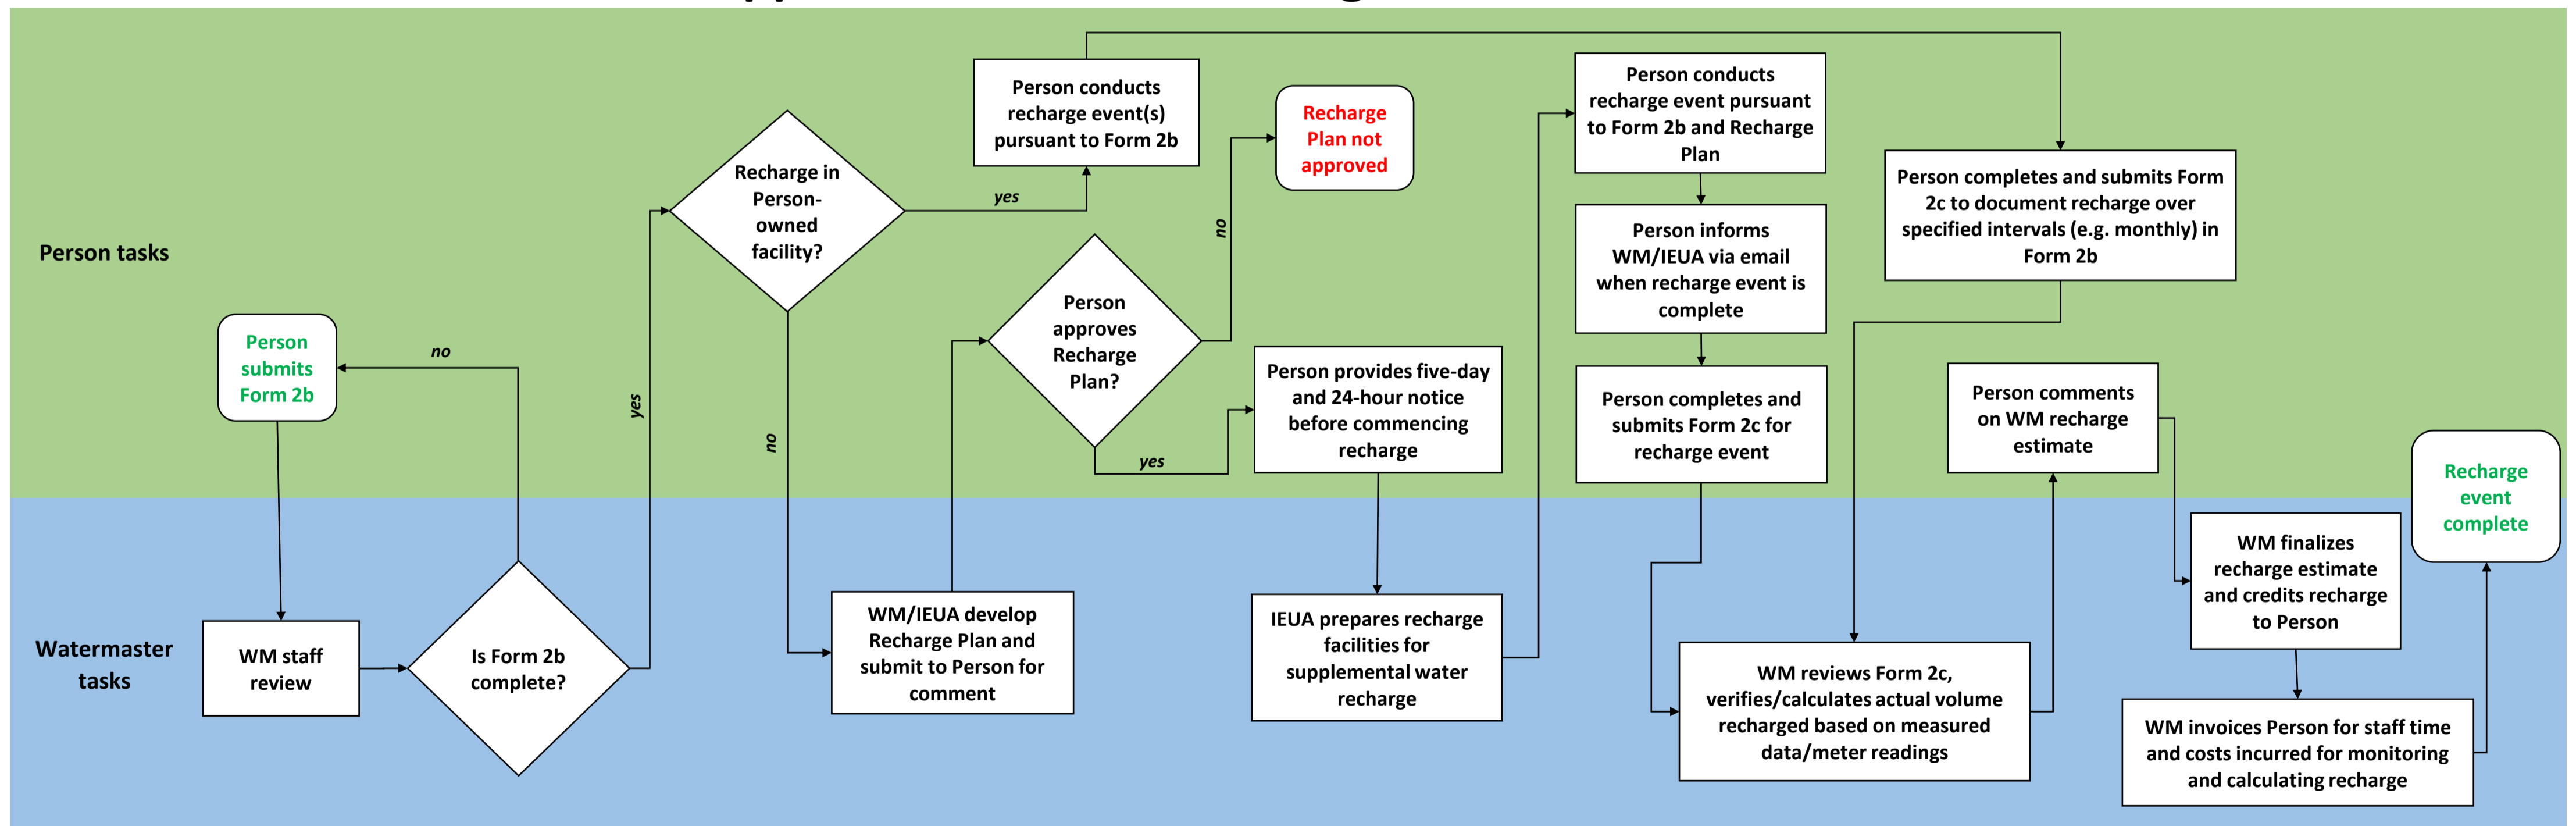 Person tasks
Person
submits
Form 2b
no
yes
Recharge in
Person-
owned
facility?
yes
no
Person conducts
recharge event(s)
pursuant to Form 2b
Person
approves
Recharge
Plan?
no
yes
Recharge
Plan not
approved
Person provides five-day
and 24-hour notice
before commencing
recharge
Person conducts
recharge event pursuant
to Form 2b and Recharge
Plan
Person informs
WM/IEUA via email
when recharge event is
complete
Person completes and
submits Form 2c for
recharge event
Person completes and submits Form
2c to document recharge over
specified intervals (e.g. monthly) in
Form 2b
Person comments
on WM recharge
estimate
Recharge
event
complete
Watermaster
tasks
WM staff
review
Is Form 2b
complete?
WM/IEUA develop
Recharge Plan and
submit to Person for
comment
IEUA prepares recharge
facilities for
supplemental water
recharge
WM reviews Form 2c,
verifies/calculates actual volume
recharged based on measured
data/meter readings
WM finalizes
recharge estimate
and credits recharge
to Person
WM invoices Person for staff time
and costs incurred for monitoring
and calculating recharge